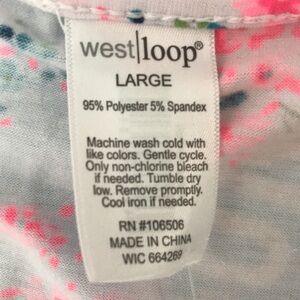 west|loop®
LARGE
95% Polyester 5% Spandex
Machine wash cold with
like colors. Gentle cycle.
Only non-chlorine bleach
if needed. Tumble dry
low. Remove promptly.
Cool iron if needed.
RN #106506
MADE IN CHINA
WIC 664269